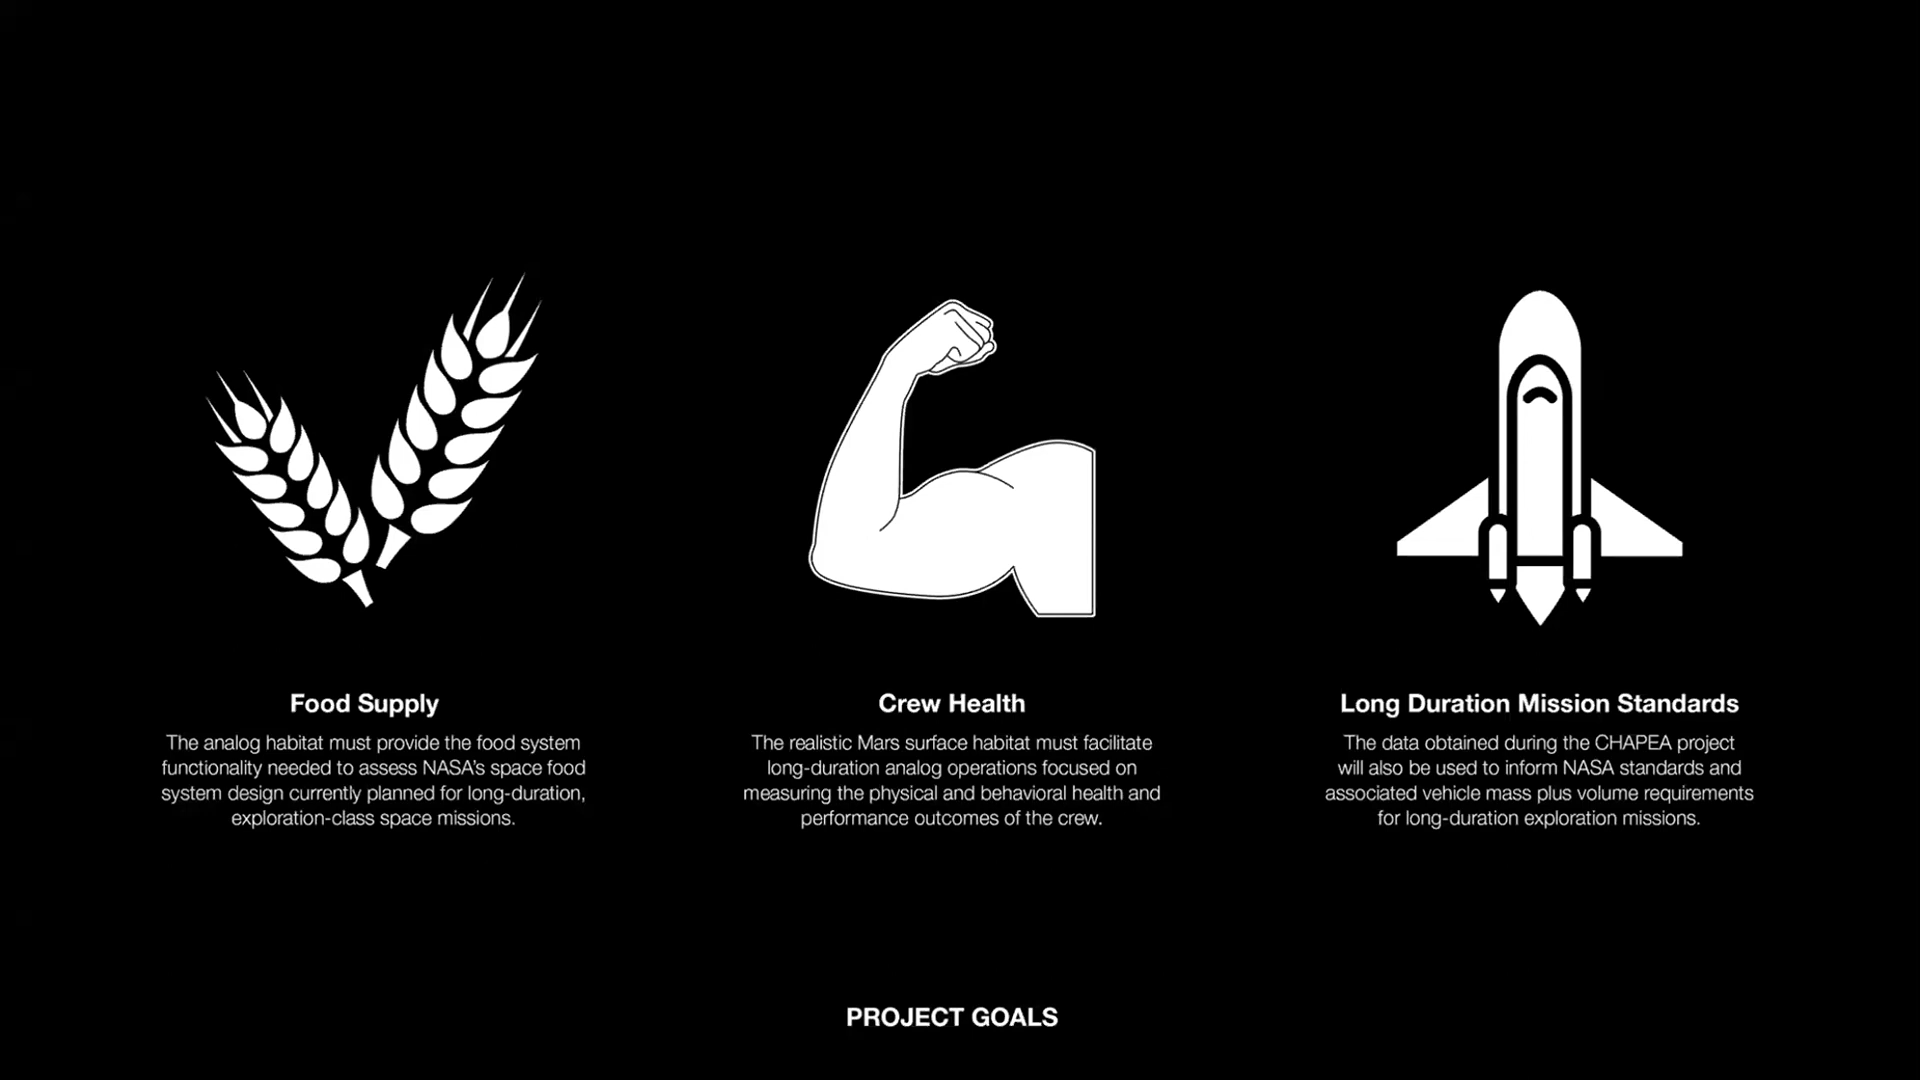 Food Supply
The analog habitat must provide the food system
functionality needed to assess NASA's space food
system design currently planned for long-duration,
exploration-class space missions.
Crew Health
The realistic Mars surface habitat must facilitate
long-duration analog operations focused on
measuring the physical and behavioral health and
performance outcomes of the crew.
Long Duration Mission Standards
The data obtained during the CHAPEA project
will also be used to inform NASA standards and
associated vehicle mass plus volume requirements
for long-duration exploration missions.
PROJECT GOALS